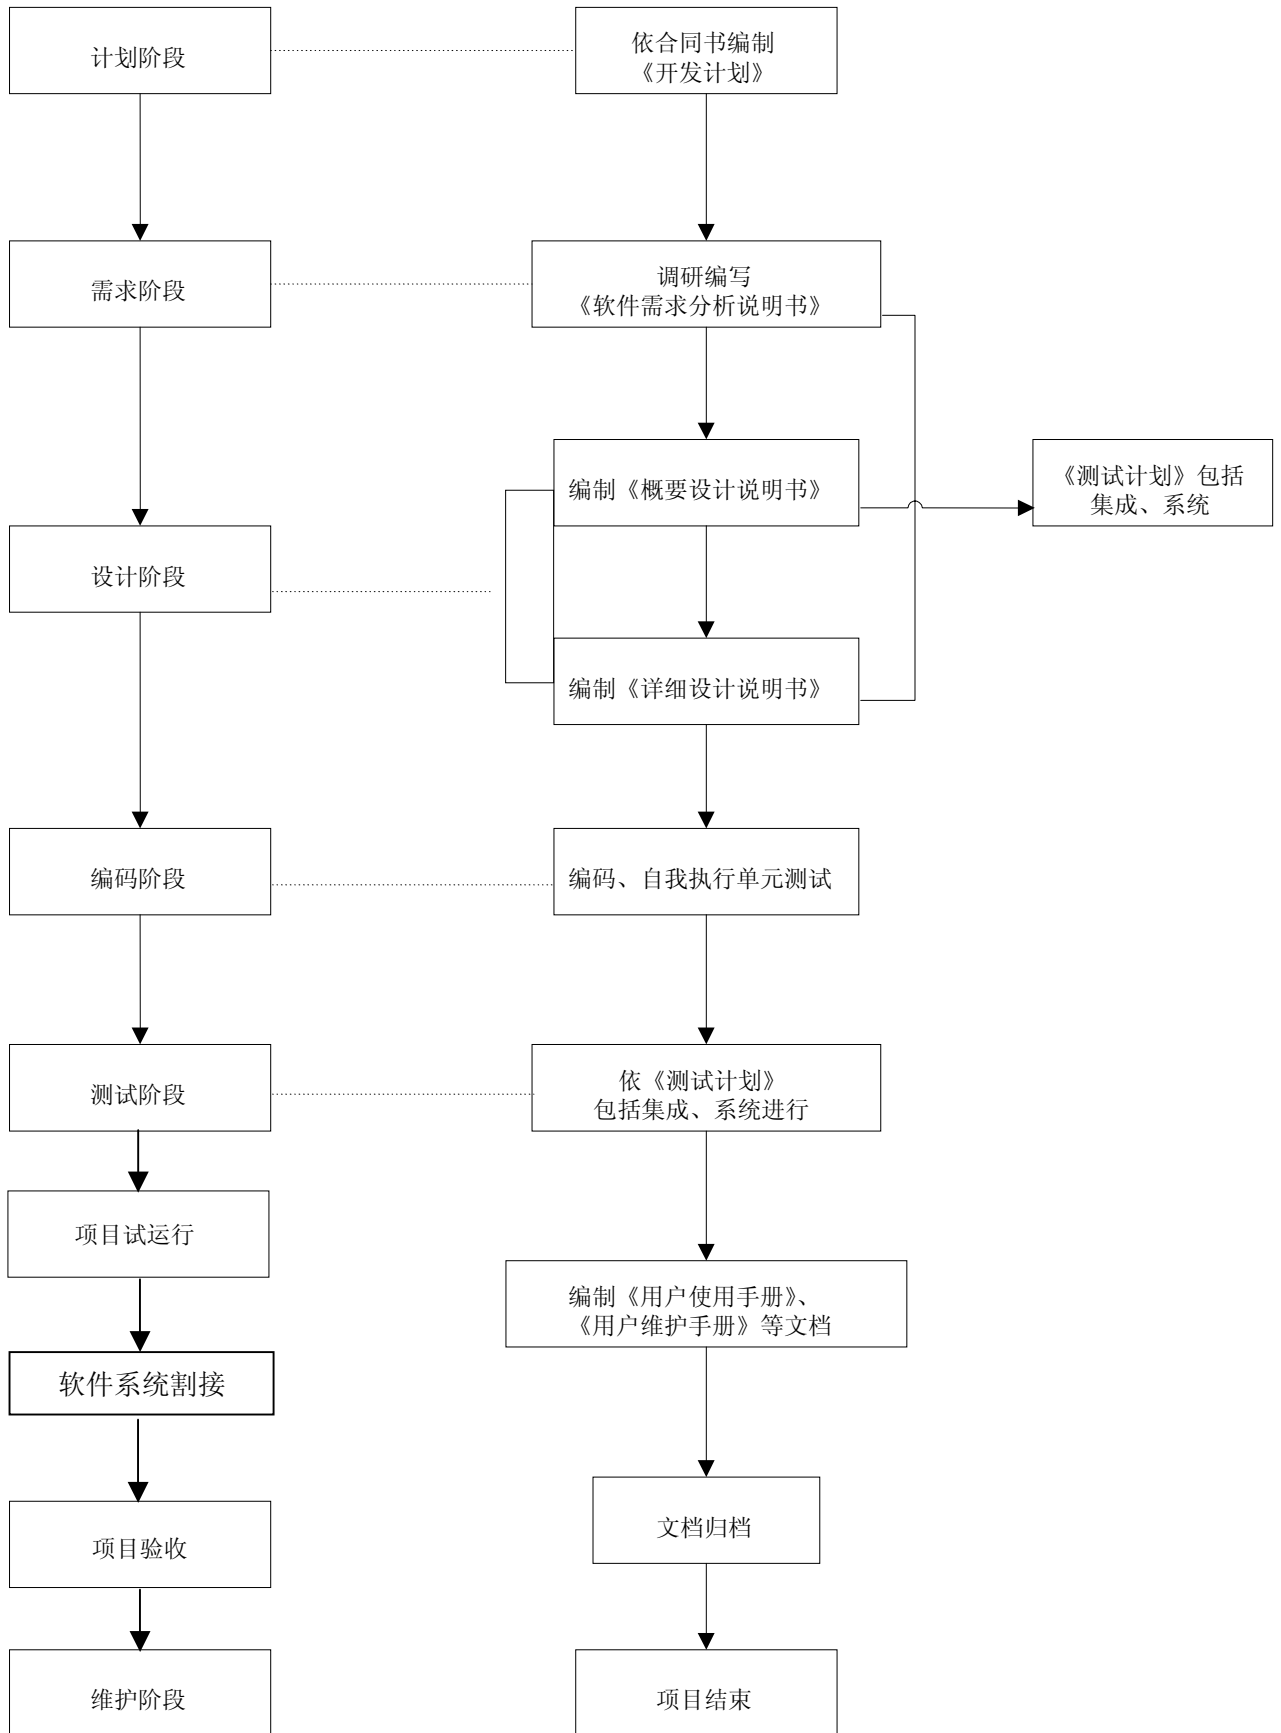 计划阶段
依合同书编制
《开发计划》
需求阶段
调研编写
《软件需求分析说明书》
编制《概要设计说明书》
《测试计划》包括
集成、系统
设计阶段
编制《详细设计说明书》
编码阶段
编码、自我执行单元测试
测试阶段
依《测试计划》
包括集成、系统进行
项目试运行
编制《用户使用手册》、
《用户维护手册》等文档
软件系统割接
项目验收
文档归档
维护阶段
项目结束